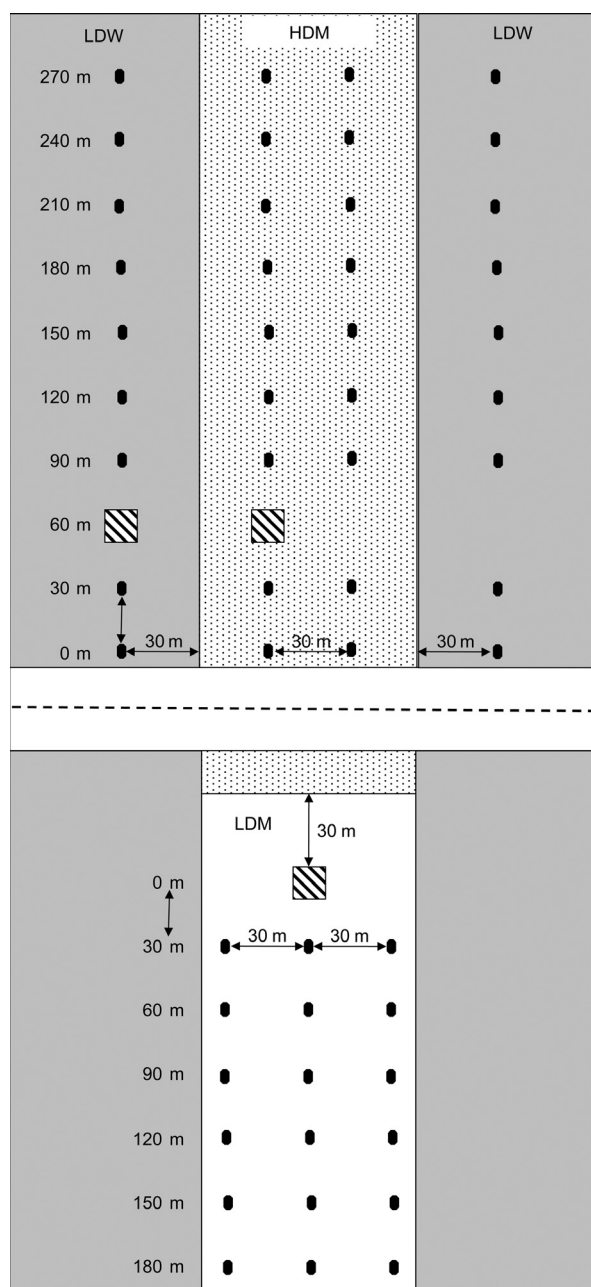 LDW HDM LDW
270 m
240 m
210 m
180 m
150 m
120 m
90 m
60 m
30 m
30 m 30 m 30 m
0 m
LDM 30 m
0 m
30 m 30 m
30 m
60 m
90 m
120 m
150 m
180 m